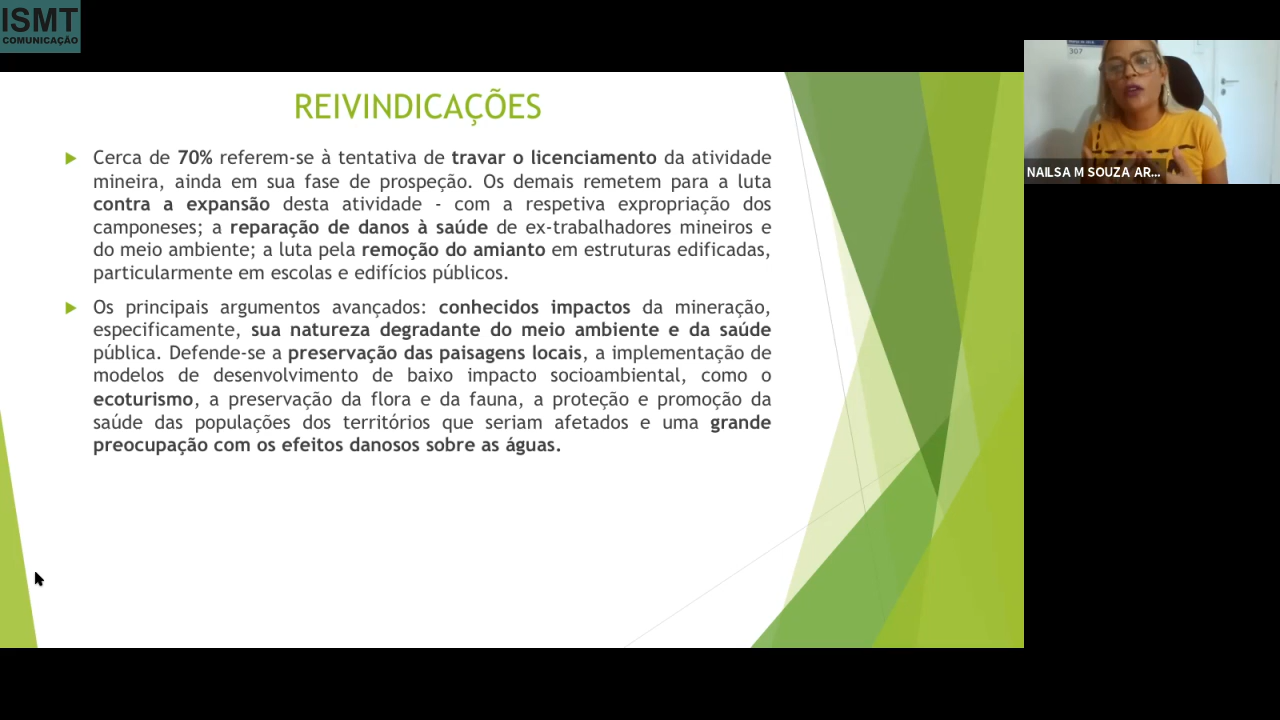 ISMT
COMUNICAÇÃO
REIVINDICAÇÕES
Cerca de 70% referem-se à tentativa de travar o licenciamento da atividade
mineira, ainda em sua fase de prospeção. Os demais remetem para a luta
contra a expansão desta atividade - com a respetiva expropriação dos
camponeses; a reparação de danos à saúde de ex-trabalhadores mineiros e
do meio ambiente; a luta pela remoção do amianto em estruturas edificadas,
particularmente em escolas e edifícios públicos.
Os principais argumentos avançados: conhecidos impactos da mineração,
especificamente, sua natureza degradante do meio ambiente e da saúde
pública. Defende-se a preservação das paisagens locais, a implementação de
modelos de desenvolvimento de baixo impacto socioambiental, como o
ecoturismo, a preservação da flora e da fauna, a proteção e promoção da
saúde das populações dos territórios que seriam afetados e uma grande
preocupação com os efeitos danosos sobre as águas.
307
NAILSA M SOUZA AR...